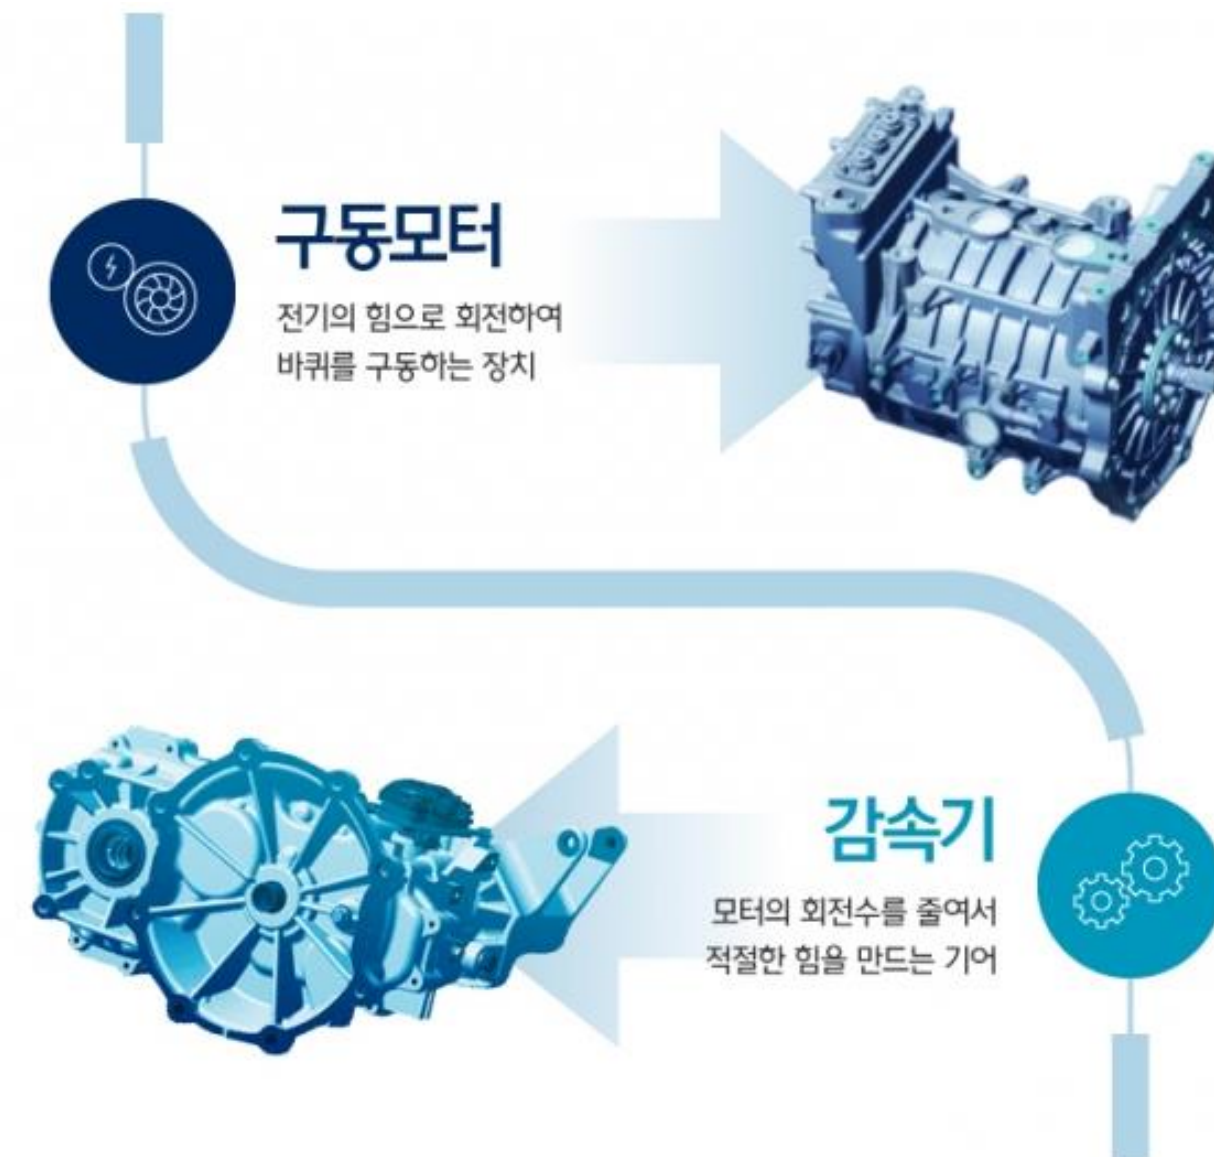 구동모터
전기의 힘으로 회전하여
바퀴를 구동하는 장치
감속기
모터의 회전수를 줄여서
적절한 힘을 만드는 기어